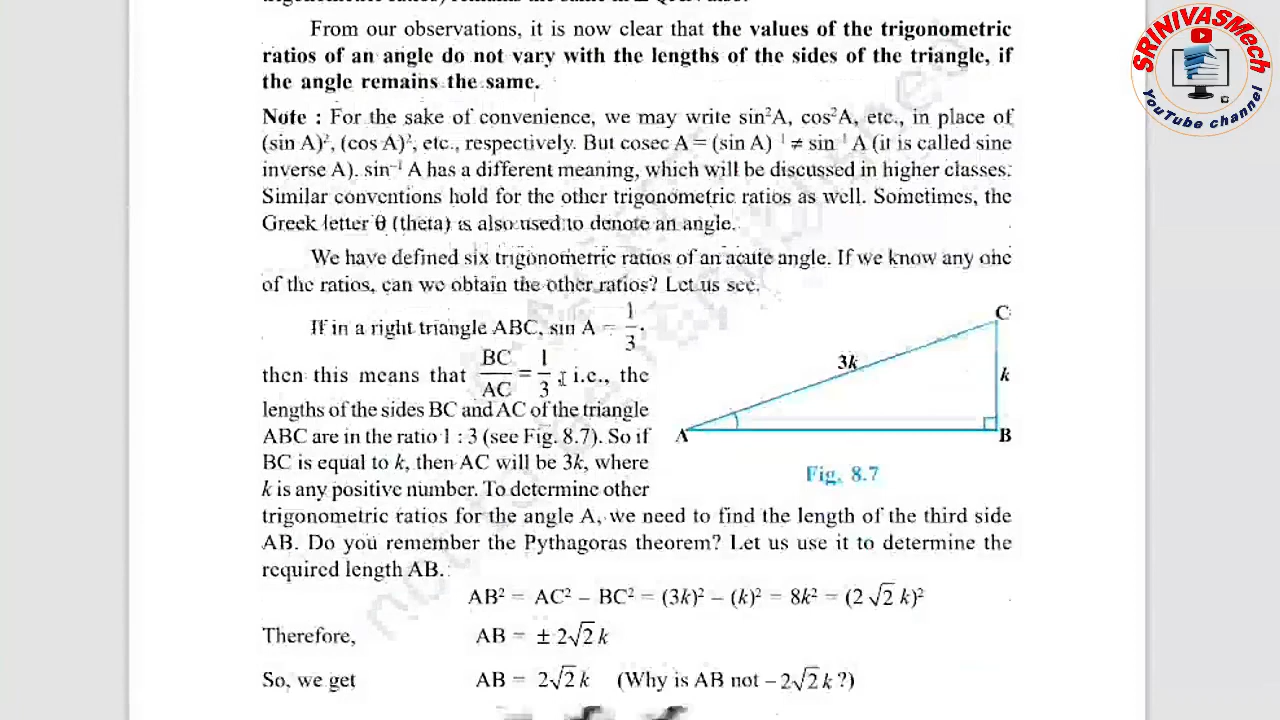 From our observations, it is now clear that the values of the trigonometric
ratios of an angle do not vary with the lengths of the sides of the triangle, if
the angle remains the same.
Note : For the sake of convenience, we may write sin²A, cos²A, etc., in place of
(sin A)², (cos A)², etc., respectively. But cosec A = (sin A)⁻¹ ≠ sin⁻¹ A (it is called sine
inverse A). sin⁻¹ A has a different meaning, which will be discussed in higher classes.
Similar conventions hold for the other trigonometric ratios as well. Sometimes, the
Greek letter θ (theta) is also used to denote an angle.
We have defined six trigonometric ratios of an acute angle. If we know any one
of the ratios, can we obtain the other ratios? Let us see.
If in a right triangle ABC, sin A = 1/3,
then this means that BC/AC = 1/3, i.e., the
lengths of the sides BC and AC of the triangle
ABC are in the ratio 1 : 3 (see Fig. 8.7). So if
BC is equal to k, then AC will be 3k, where
k is any positive number. To determine other
C
3k
k
A
B
Fig. 8.7
trigonometric ratios for the angle A, we need to find the length of the third side
AB. Do you remember the Pythagoras theorem? Let us use it to determine the
required length AB.
AB² = AC² – BC² = (3k)² – (k)² = 8k² = (2√2 k)²
Therefore, AB = ± 2√2 k
So, we get AB = 2√2 k (Why is AB not – 2√2 k ?)
SRINIVASMech
YouTube channel